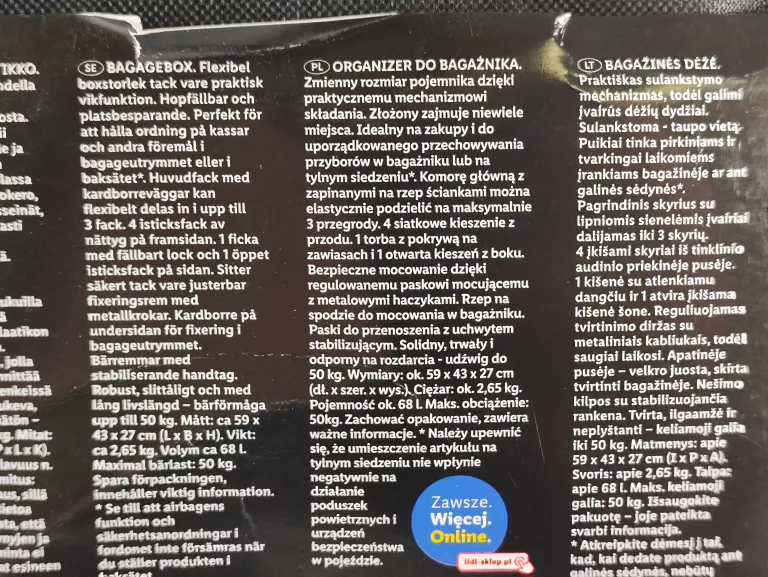 IKKO.
SE BAGAGEBOX. Flexibel
boxstorlek tack vare praktisk
vikfunktion. Hopfällbar och
platsbesparande. Perfekt för
att hålla ordning på kassar
och andra föremål i
bagageutrymmet eller i
baksätet*. Huvudfack med
kardborreväggar kan
flexibelt delas in i upp till
3 fack. 4 isticksfack av
nättyg på framsidan. 1 ficka
med fällbart lock och 1 öppet
isticksfack på sidan. Sitter
säkert tack vare justerbar
fixeringsrem med
metallkrokar. Kardborre på
undersidan för fixering i
bagageutrymmet.
Bärremmar med
stabiliserande handtag.
Robust, slittåligt och med
lång livslängd – bärförmåga
upp till 50 kg. Mått: ca 59 x
43 x 27 cm (L x B x H). Vikt:
ca 2,65 kg. Volym ca 68 L
Maximal bärlast: 50 kg.
Spara förpackningen,
innehåller viktig information.
* Se till att airbagens
funktion och
säkerhetsanordningar i
fordonet inte försämras när
du ställer produkten i
baksätet.
PL ORGANIZER DO BAGAŻNIKA.
Zmienny rozmiar pojemnika dzięki
praktycznemu mechanizmowi
składania. Złożony zajmuje niewiele
miejsca. Idealny na zakupy i do
uporządkowanego przechowywania
przyborów w bagażniku lub na
tylnym siedzeniu*. Komorę główną z
zapinanymi na rzep ściankami można
elastycznie podzielić na maksymalnie
3 przegrody. 4 siatkowe kieszenie z
przodu. 1 torba z pokrywą na
zawiasach i 1 otwarta kieszeń z boku.
Bezpieczne mocowanie dzięki
regulowanemu paskowi mocującemu
z metalowymi haczykami. Rzep na
spodzie do mocowania w bagażniku.
Paski do przenoszenia z uchwytem
stabilizującym. Solidny, trwały i
odporny na rozdarcia - udźwig do
50 kg. Wymiary: ok. 59 x 43 x 27 cm
(dł. x szer. x wys.). Ciężar: ok. 2,65 kg.
Pojemność ok. 68 l. Maks. obciążenie:
50kg. Zachować opakowanie, zawiera
ważne informacje. * Należy upewnić
się, że umieszczenie artykułu na
tylnym siedzeniu nie wpłynie
negatywnie na
działanie
poduszek
powietrznych i
urządzeń
bezpieczeństwa
w pojeździe.
Zawsze.
Więcej.
Online.
lidl-sklep.pl
LT BAGAŽINĖS DĖŽĖ.
Praktiškas sulankstymo
mechanizmas, todėl galimi
įvairūs dėžių dydžiai.
Sulankstoma - taupo vietą.
Puikiai tinka pirkiniams ir
tvarkingai laikomiems
įrankiams bagažinėje ar ant
galinės sėdynės*.
Pagrindinis skyrius su
lipniomis sienelėmis įvairiai
dalijamas iki 3 skyrių.
4 įkišami skyriai iš tinklinio
audinio priekinėje pusėje.
1 kišenė su atlenkiamu
dangčiu ir 1 atvira įkišama
kišenė šone. Reguliuojamas
tvirtinimo diržas su
metaliniais kabliukais, todėl
saugiai laikosi. Apatinėje
pusėje – velkro juosta, skirta
tvirtinti bagažinėje. Nešimo
kilpos su stabilizuojančia
rankena. Tvirta, ilgaamžė ir
neplyštanti – keliamoji galia
iki 50 kg. Matmenys: apie
59 x 43 x 27 cm (I x P x A).
Svoris: apie 2,65 kg. Talpa:
apie 68 l. Maks. keliamoji
galia: 50 kg. Išsaugokite
pakuotę – joje pateikta
svarbi informacija.
* Atkreipkite dėmesį į tai,
kad, kai dedate produktą ant
galinės sėdynės, nebūtų